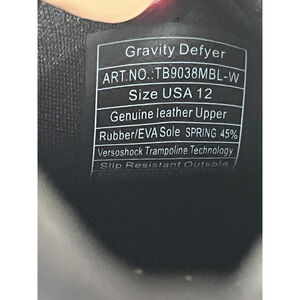 Gravity Defyer
ART.NO.:TB9038MBL-W
Size USA 12
Genuine leather Upper
Rubber/EVA Sole SPRING 45%
Versoshock Trampoline Technology
Slip Resistant Outsole